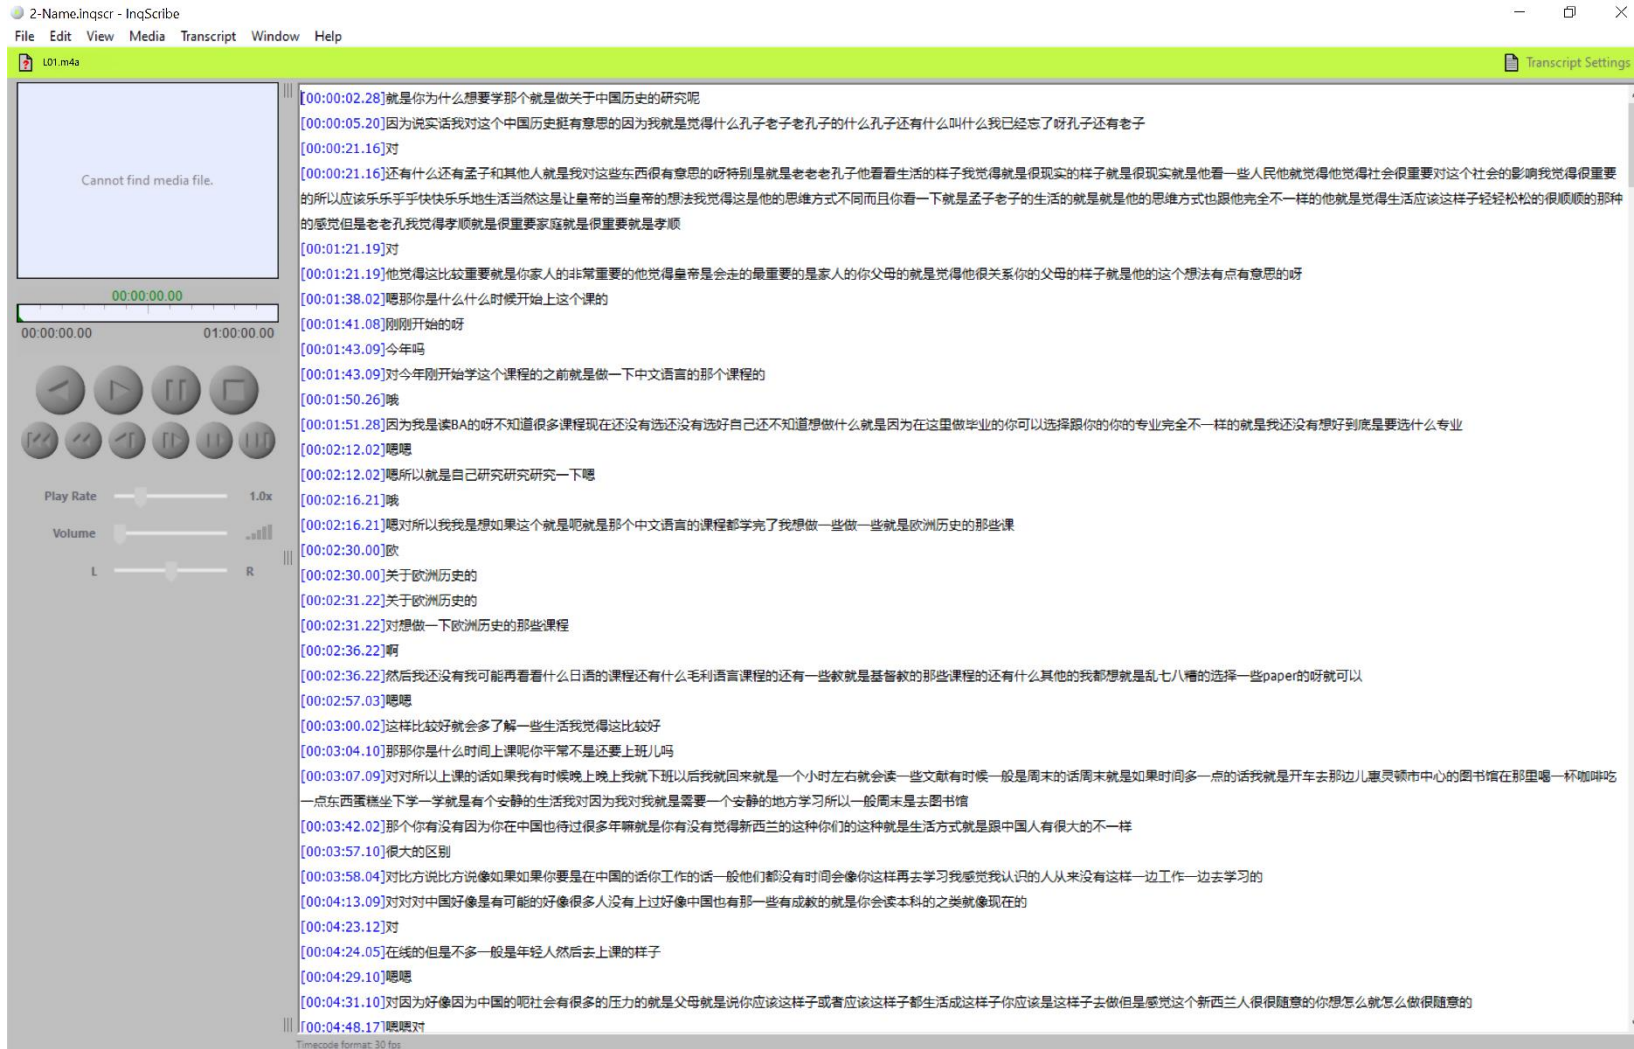 2-Name.inqscr - InqScribe
File Edit View Media Transcript Window Help
L01.m4a
Transcript Settings
Cannot find media file.
00:00:00.00
00:00:00.00 01:00:00.00
Play Rate 1.0x
Volume
L R
[00:00:02.28]就是你为什么想要学那个就是做关于中国历史的研究呢
[00:00:05.20]因为说实话我对这个中国历史挺有意思的因为我就是觉得什么孔子老子老孔子的什么孔子还有什么叫什么我已经忘了呀孔子还有老子
[00:00:21.16]对
[00:00:21.16]还有什么还有孟子和其他人就是我对这些东西很有意思的呀特别是就是老老老孔子他看看生活的样子我觉得就是很现实的样子就是很现实就是他看一些人民他就觉得他觉得社会很重要对这个社会的影响我觉得很重要
的所以应该乐乐乎乎快快乐乐地生活当然这是让皇帝的当皇帝的想法我觉得这是他的思维方式不同而且你看一下就是孟子老子的生活的就是就是他的思维方式也跟他完全不一样的他就是觉得生活应该这样子轻轻松松的很顺顺的那种
的感觉但是老老孔我觉得孝顺就是很重要家庭就是很重要就是孝顺
[00:01:21.19]对
[00:01:21.19]他觉得这比较重要就是你家人的非常重要的他觉得皇帝是会走的最重要的是家人的你父母的就是觉得他很关系你的父母的样子就是他的这个想法有点有意思的呀
[00:01:38.02]嗯那你是什么什么时候开始上这个课的
[00:01:41.08]刚刚开始的呀
[00:01:43.09]今年吗
[00:01:43.09]对今年刚开始学这个课程的之前就是做一下中文语言的那个课程的
[00:01:50.26]哦
[00:01:51.28]因为我是读BA的呀不知道很多课程现在还没有选还没有选好自己还不知道想做什么就是因为在这里做毕业的你可以选择跟你的你的专业完全不一样的就是我还没有想好到底是要选什么专业
[00:02:12.02]嗯嗯
[00:02:12.02]嗯所以就是自己研究研究研究一下嗯
[00:02:16.21]哦
[00:02:16.21]嗯对所以我我是想如果这个就是呃就是那个中文语言的课程都学完了我想做一些做一些就是欧洲历史的那些课
[00:02:30.00]欧
[00:02:30.00]关于欧洲历史的
[00:02:31.22]关于欧洲历史的
[00:02:31.22]对想做一下欧洲历史的那些课程
[00:02:36.22]啊
[00:02:36.22]然后我还没有我可能再看看什么日语的课程还有什么毛利语言课程的还有一些教就是基督教的那些课程的还有什么其他的我都想就是乱七八糟的选择一些paper的呀就可以
[00:02:57.03]嗯嗯
[00:03:00.02]这样比较好就会多了解一些生活我觉得这比较好
[00:03:04.10]那那你是什么时间上课呢你平常不是还要上班儿吗
[00:03:07.09]对对所以上课的话如果我有时候晚上晚上我就下班以后我就回来就是一个小时左右就会读一些文献有时候一般是周末的话周末就是如果时间多一点的话我就是开车去那边儿惠灵顿市中心的图书馆在那里喝一杯咖啡吃
一点东西蛋糕坐下学一学就是有个安静的生活我对因为我对我就是需要一个安静的地方学习所以一般周末是去图书馆
[00:03:42.02]那个你有没有因为你在中国也待过很多年嘛就是你有没有觉得新西兰的这种你们的这种就是生活方式就是跟中国人有很大的不一样
[00:03:57.10]很大的区别
[00:03:58.04]对比方说比方说像如果如果你要是在中国的话你工作的话一般他们都没有时间会像你这样再去学习我感觉我认识的人从来没有这样一边工作一边去学习的
[00:04:13.09]对对对中国好像是有可能的好像很多人没有上过好像中国也有那一些有成教的就是你会读本科的之类就像现在的
[00:04:23.12]对
[00:04:24.05]在线的但是不多一般是年轻人然后去上课的样子
[00:04:29.10]嗯嗯
[00:04:31.10]对因为好像因为中国的呃社会有很多的压力的就是父母就是说你应该这样子或者应该这样子都生活成这样子你应该是这样子去做但是感觉这个新西兰人很很随意的你想怎么就怎么做很随意的
[00:04:48.17]嗯嗯对
Timecode format: 30 fps